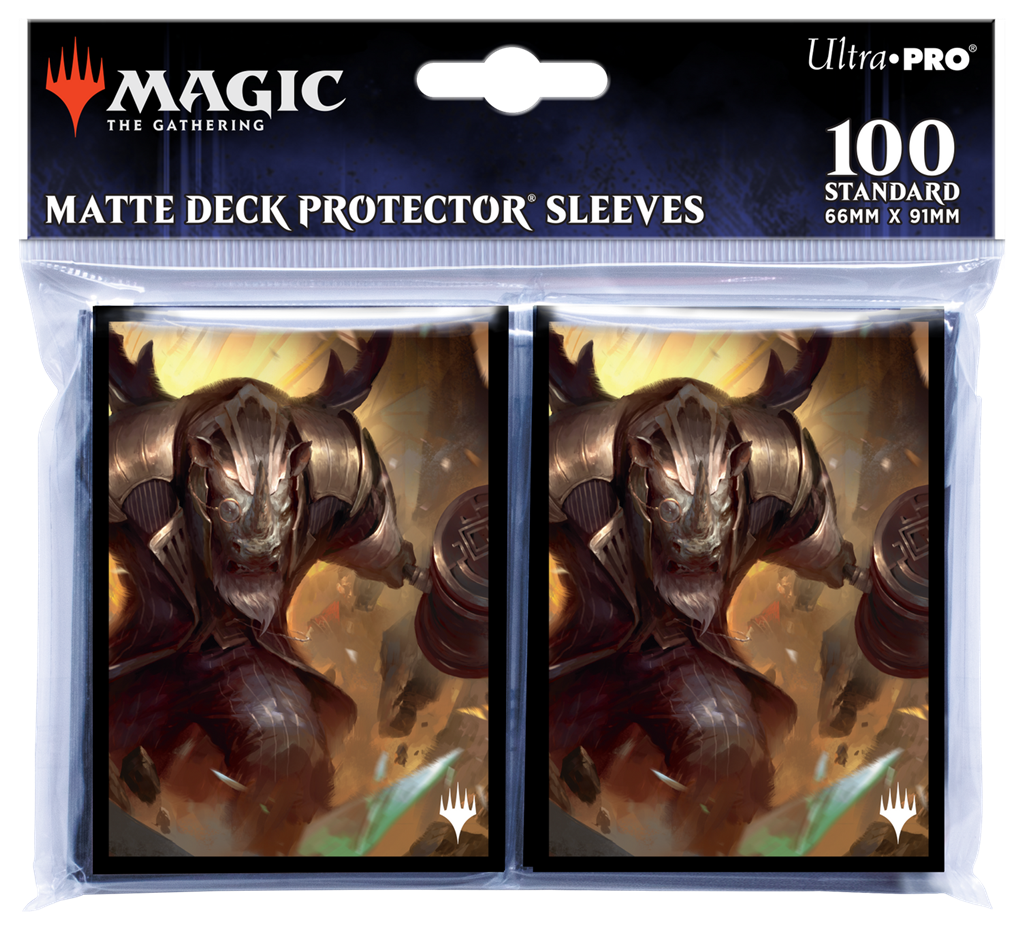 MAGIC
THE GATHERING
Ultra•PRO®
100
STANDARD
66MM X 91MM
MATTE DECK PROTECTOR® SLEEVES